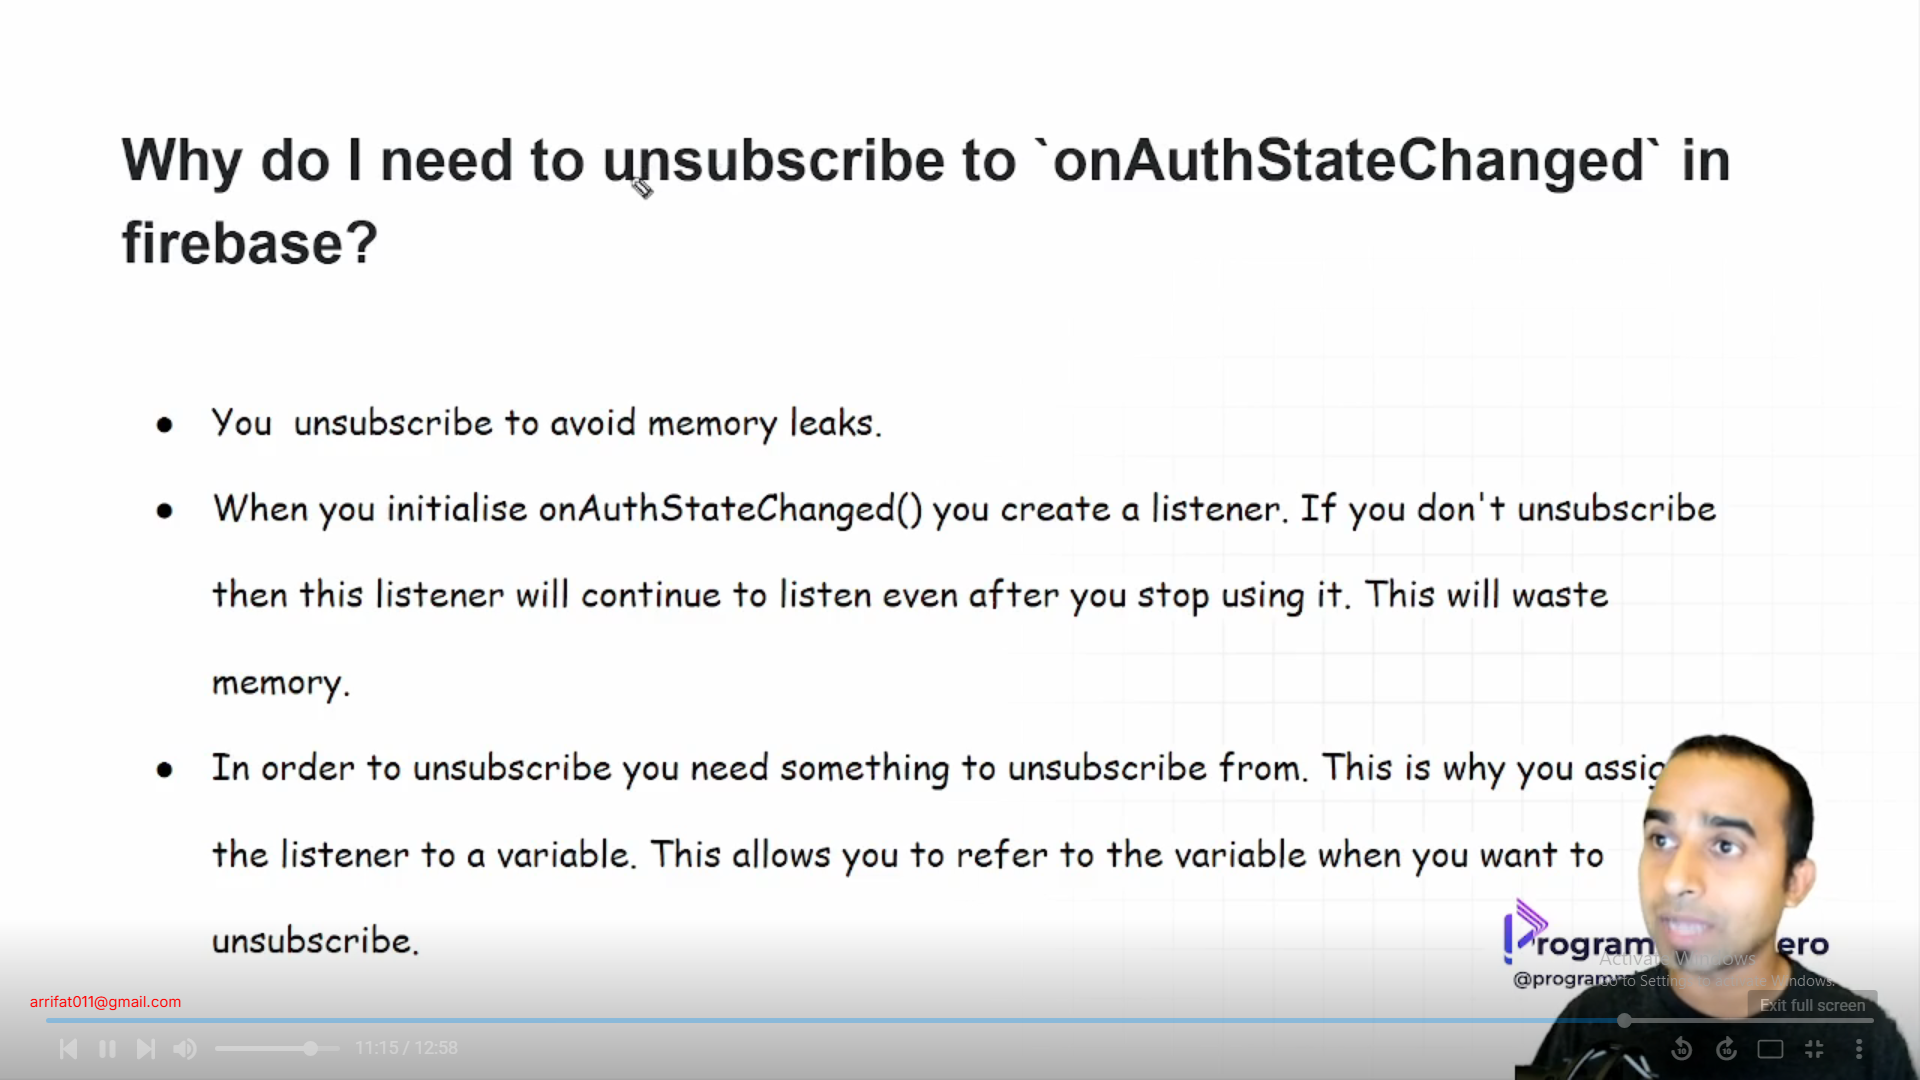 Why do I need to unsubscribe to `onAuthStateChanged` in
firebase?
● You unsubscribe to avoid memory leaks.
● When you initialise onAuthStateChanged() you create a listener. If you don't unsubscribe
then this listener will continue to listen even after you stop using it. This will waste
memory.
● In order to unsubscribe you need something to unsubscribe from. This is why you assig
the listener to a variable. This allows you to refer to the variable when you want to
unsubscribe.
rogram ero
@program
Activate Windows
Go to Settings to activate Windows.
arrifat011@gmail.com
Exit full screen
11:15 / 12:58
10 10